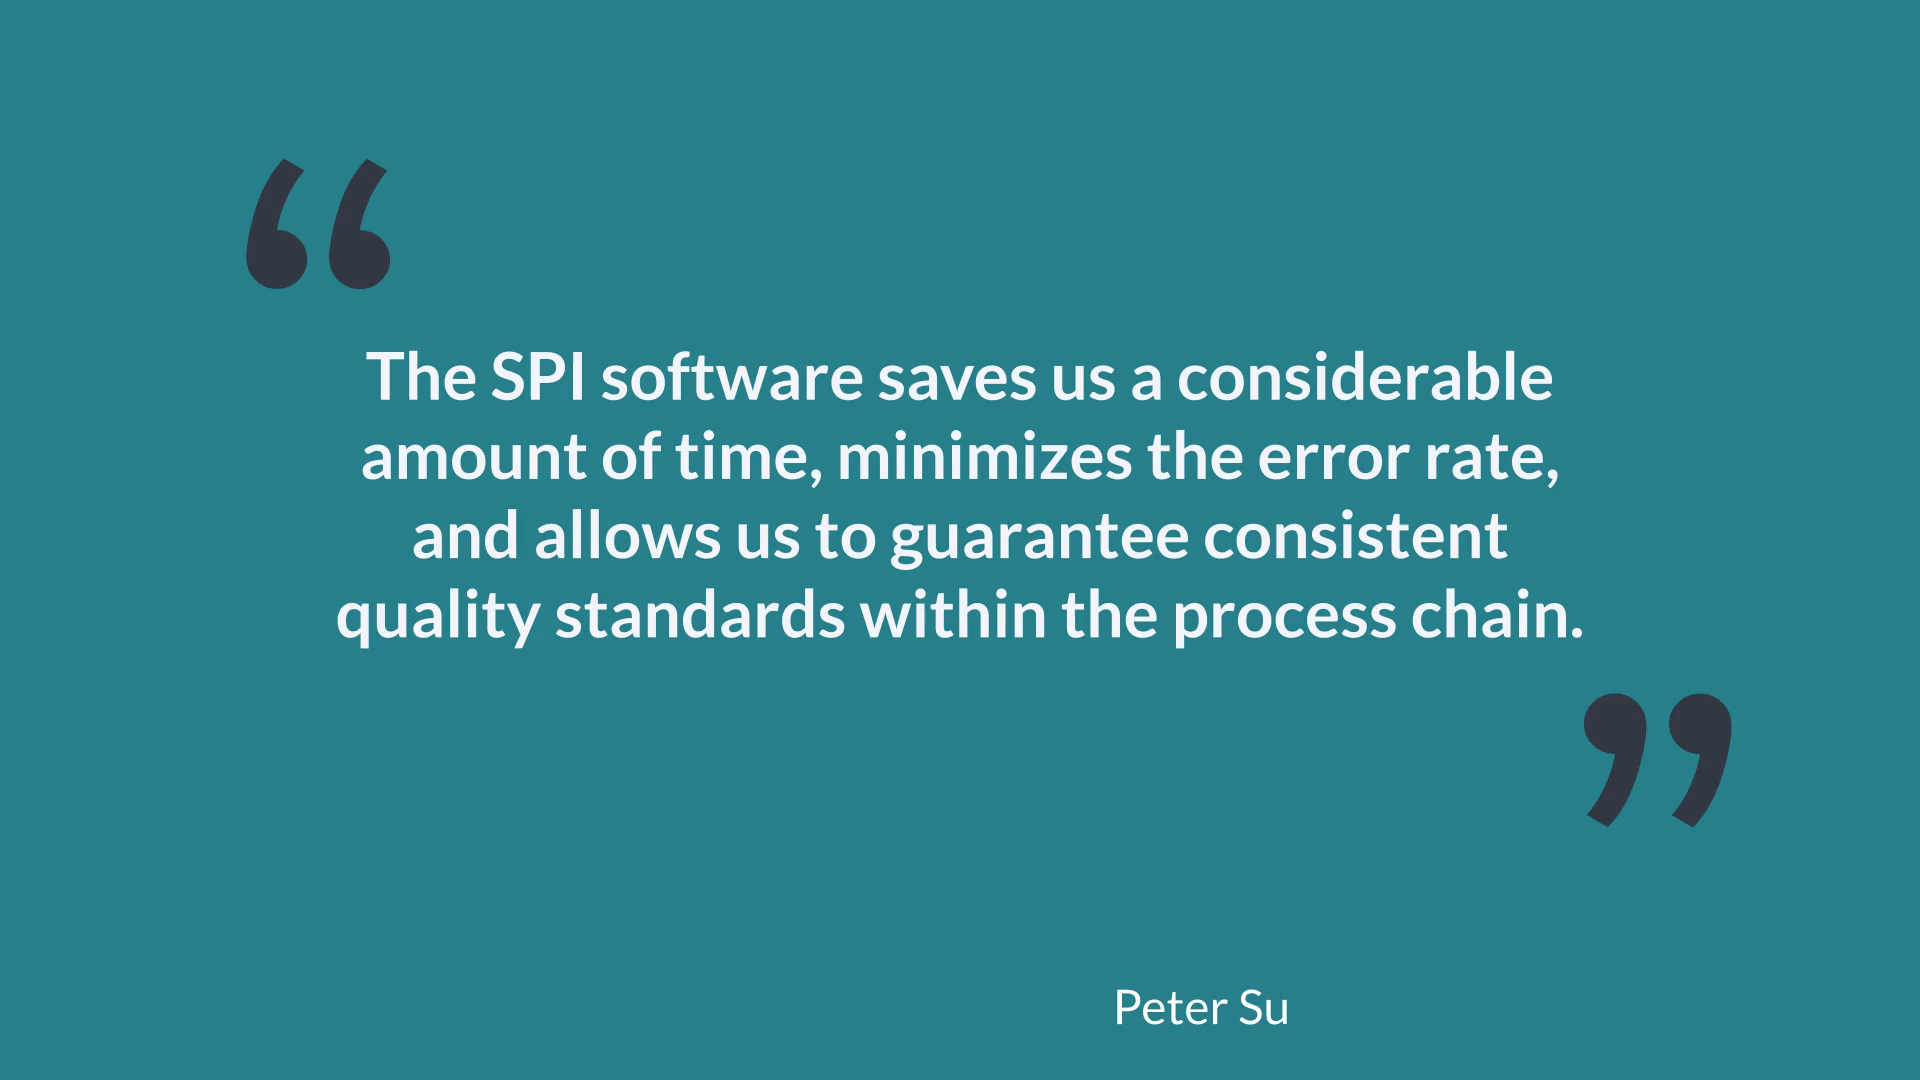 “
The SPI software saves us a considerable
amount of time, minimizes the error rate,
and allows us to guarantee consistent
quality standards within the process chain.
”
Peter Su